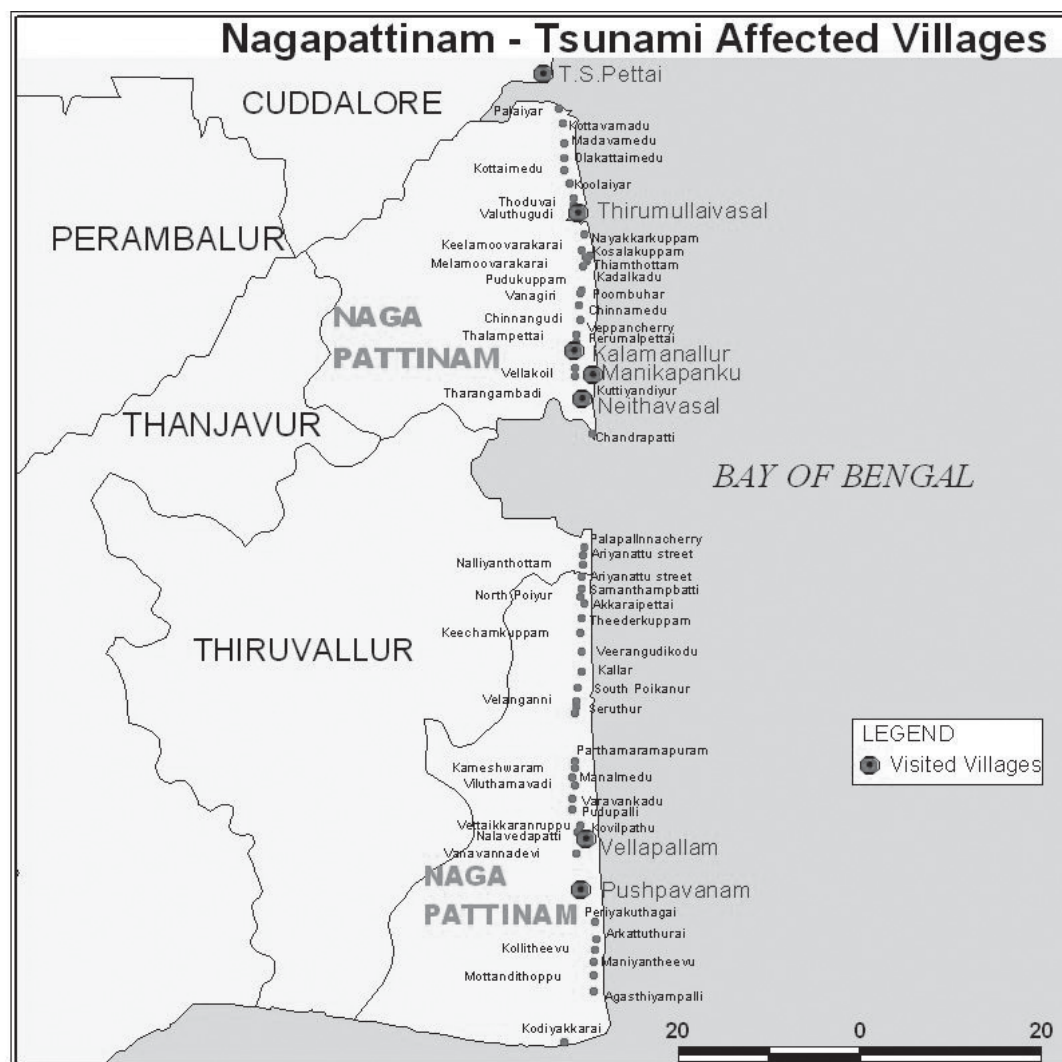 Nagapattinam - Tsunami Affected Villages
T.S.Pettai
CUDDALORE
Palaiyar
Kottavamadu
Madavamedu
Olakattaimedu
Kottaimedu
Koolaiyar
Thoduvai
Valuthugudi
Thirumullaivasal
PERAMBALUR
Nayakkarkuppam
Keelamoovarakarai
Kosalakuppam
Melamoovarakarai
Thiamthottam
Pudukuppam
Kadalkadu
Vanagiri
Poombuhar
Chinnamedu
NAGA
PATTINAM
Chinnangudi
Veppancherry
Thalampettai
Perumalpettai
Kalamanallur
Vellakoil
Manikapanku
Tharangambadi
Kuttiyandiyur
Neithavasal
THANJAVUR
Chandrapatti
BAY OF BENGAL
Palapallnnacherry
Ariyanattu street
Nalliyanthottam
Ariyanattu street
Samanthampbatti
North Poiyur
Akkaraipettai
Theederkuppam
Keechamkuppam
THIRUVALLUR
Veerangudikodu
Kallar
South Poikanur
Velanganni
Seruthur
LEGEND
Visited Villages
Parthamaramapuram
Kameshwaram
Manalmedu
Viluthamavadi
Varavankadu
Pudupalli
Vettaikkaranruppu
Kovilpathu
Nalavedapatti
Vellapallam
Vanavannadevi
NAGA
PATTINAM
Pushpavanam
Periyakuthagai
Arkattuthurai
Kollitheevu
Maniyantheevu
Mottandithoppu
Agasthiyampalli
Kodiyakkarai
20 0 20